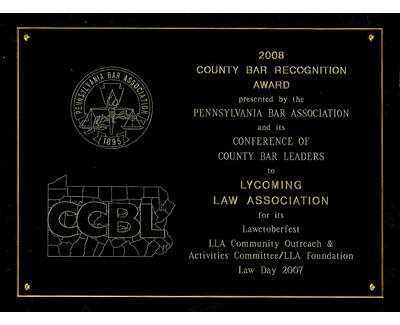 PENNSYLVANIA BAR ASSOCIATION
1895
CCBL
2008
COUNTY BAR RECOGNITION
AWARD
presented by the
PENNSYLVANIA BAR ASSOCIATION
and its
CONFERENCE OF
COUNTY BAR LEADERS
to
LYCOMING
LAW ASSOCIATION
for its
Lawctoberfest
LLA Community Outreach &
Activities Committee/LLA Foundation
Law Day 2007